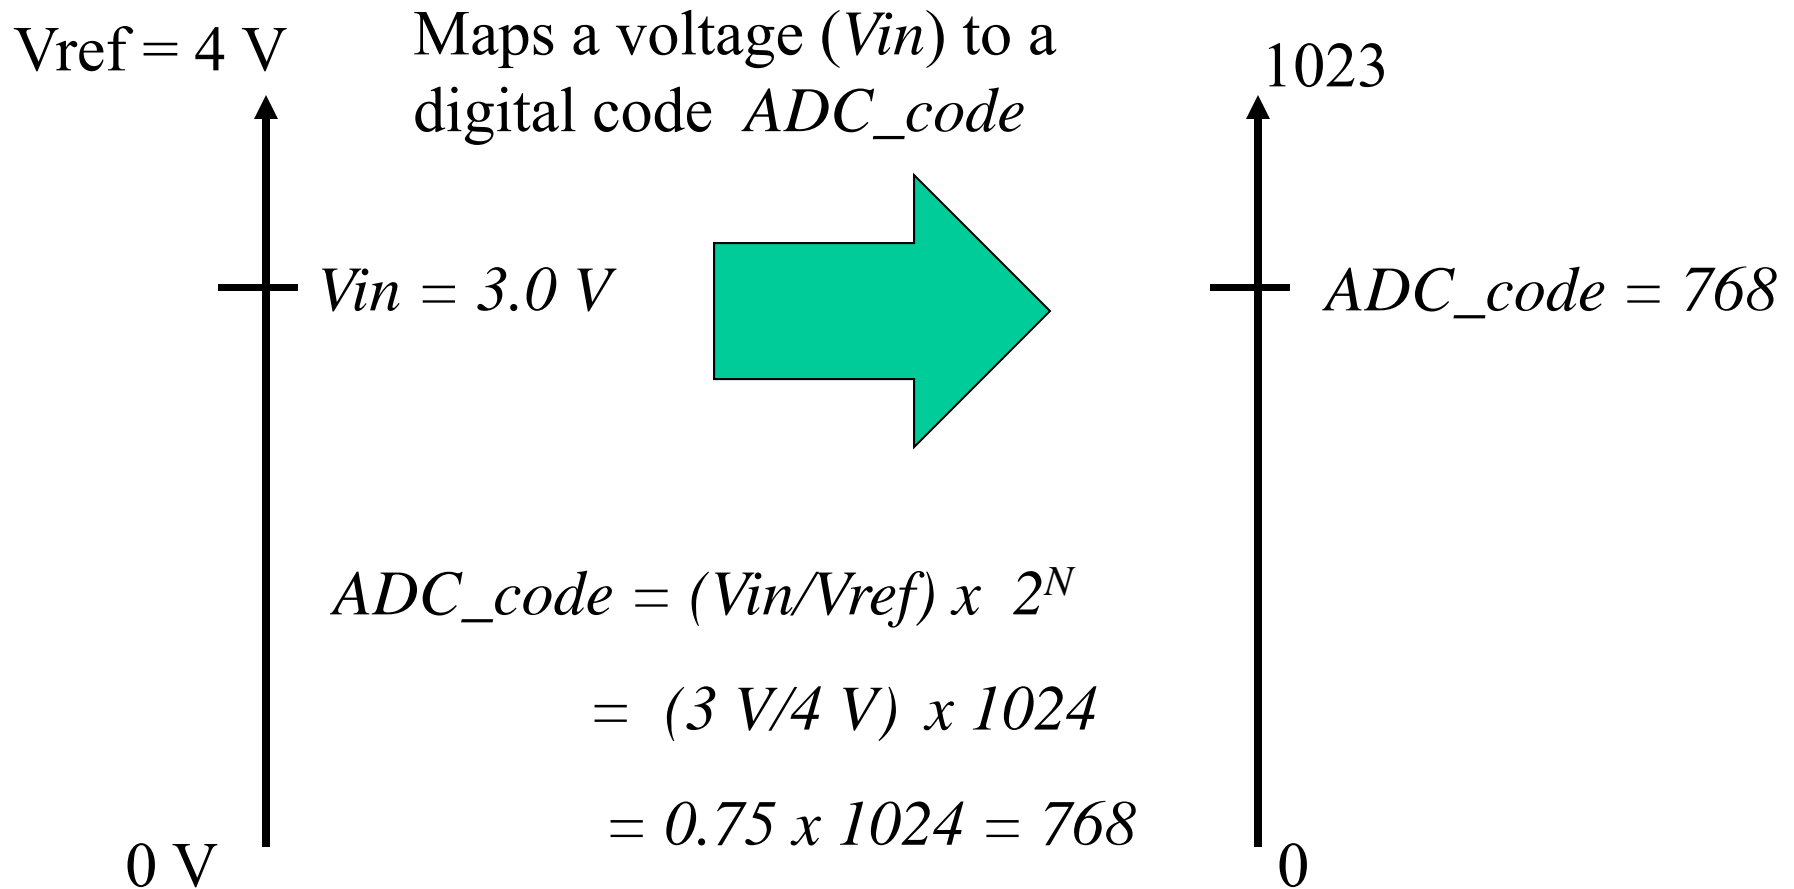 Vref = 4 V
Maps a voltage (Vin) to a
digital code ADC_code
1023
Vin = 3.0 V
ADC_code = 768
ADC_code = (Vin/Vref) x 2^N
= (3 V/4 V) x 1024
= 0.75 x 1024 = 768
0 V
0